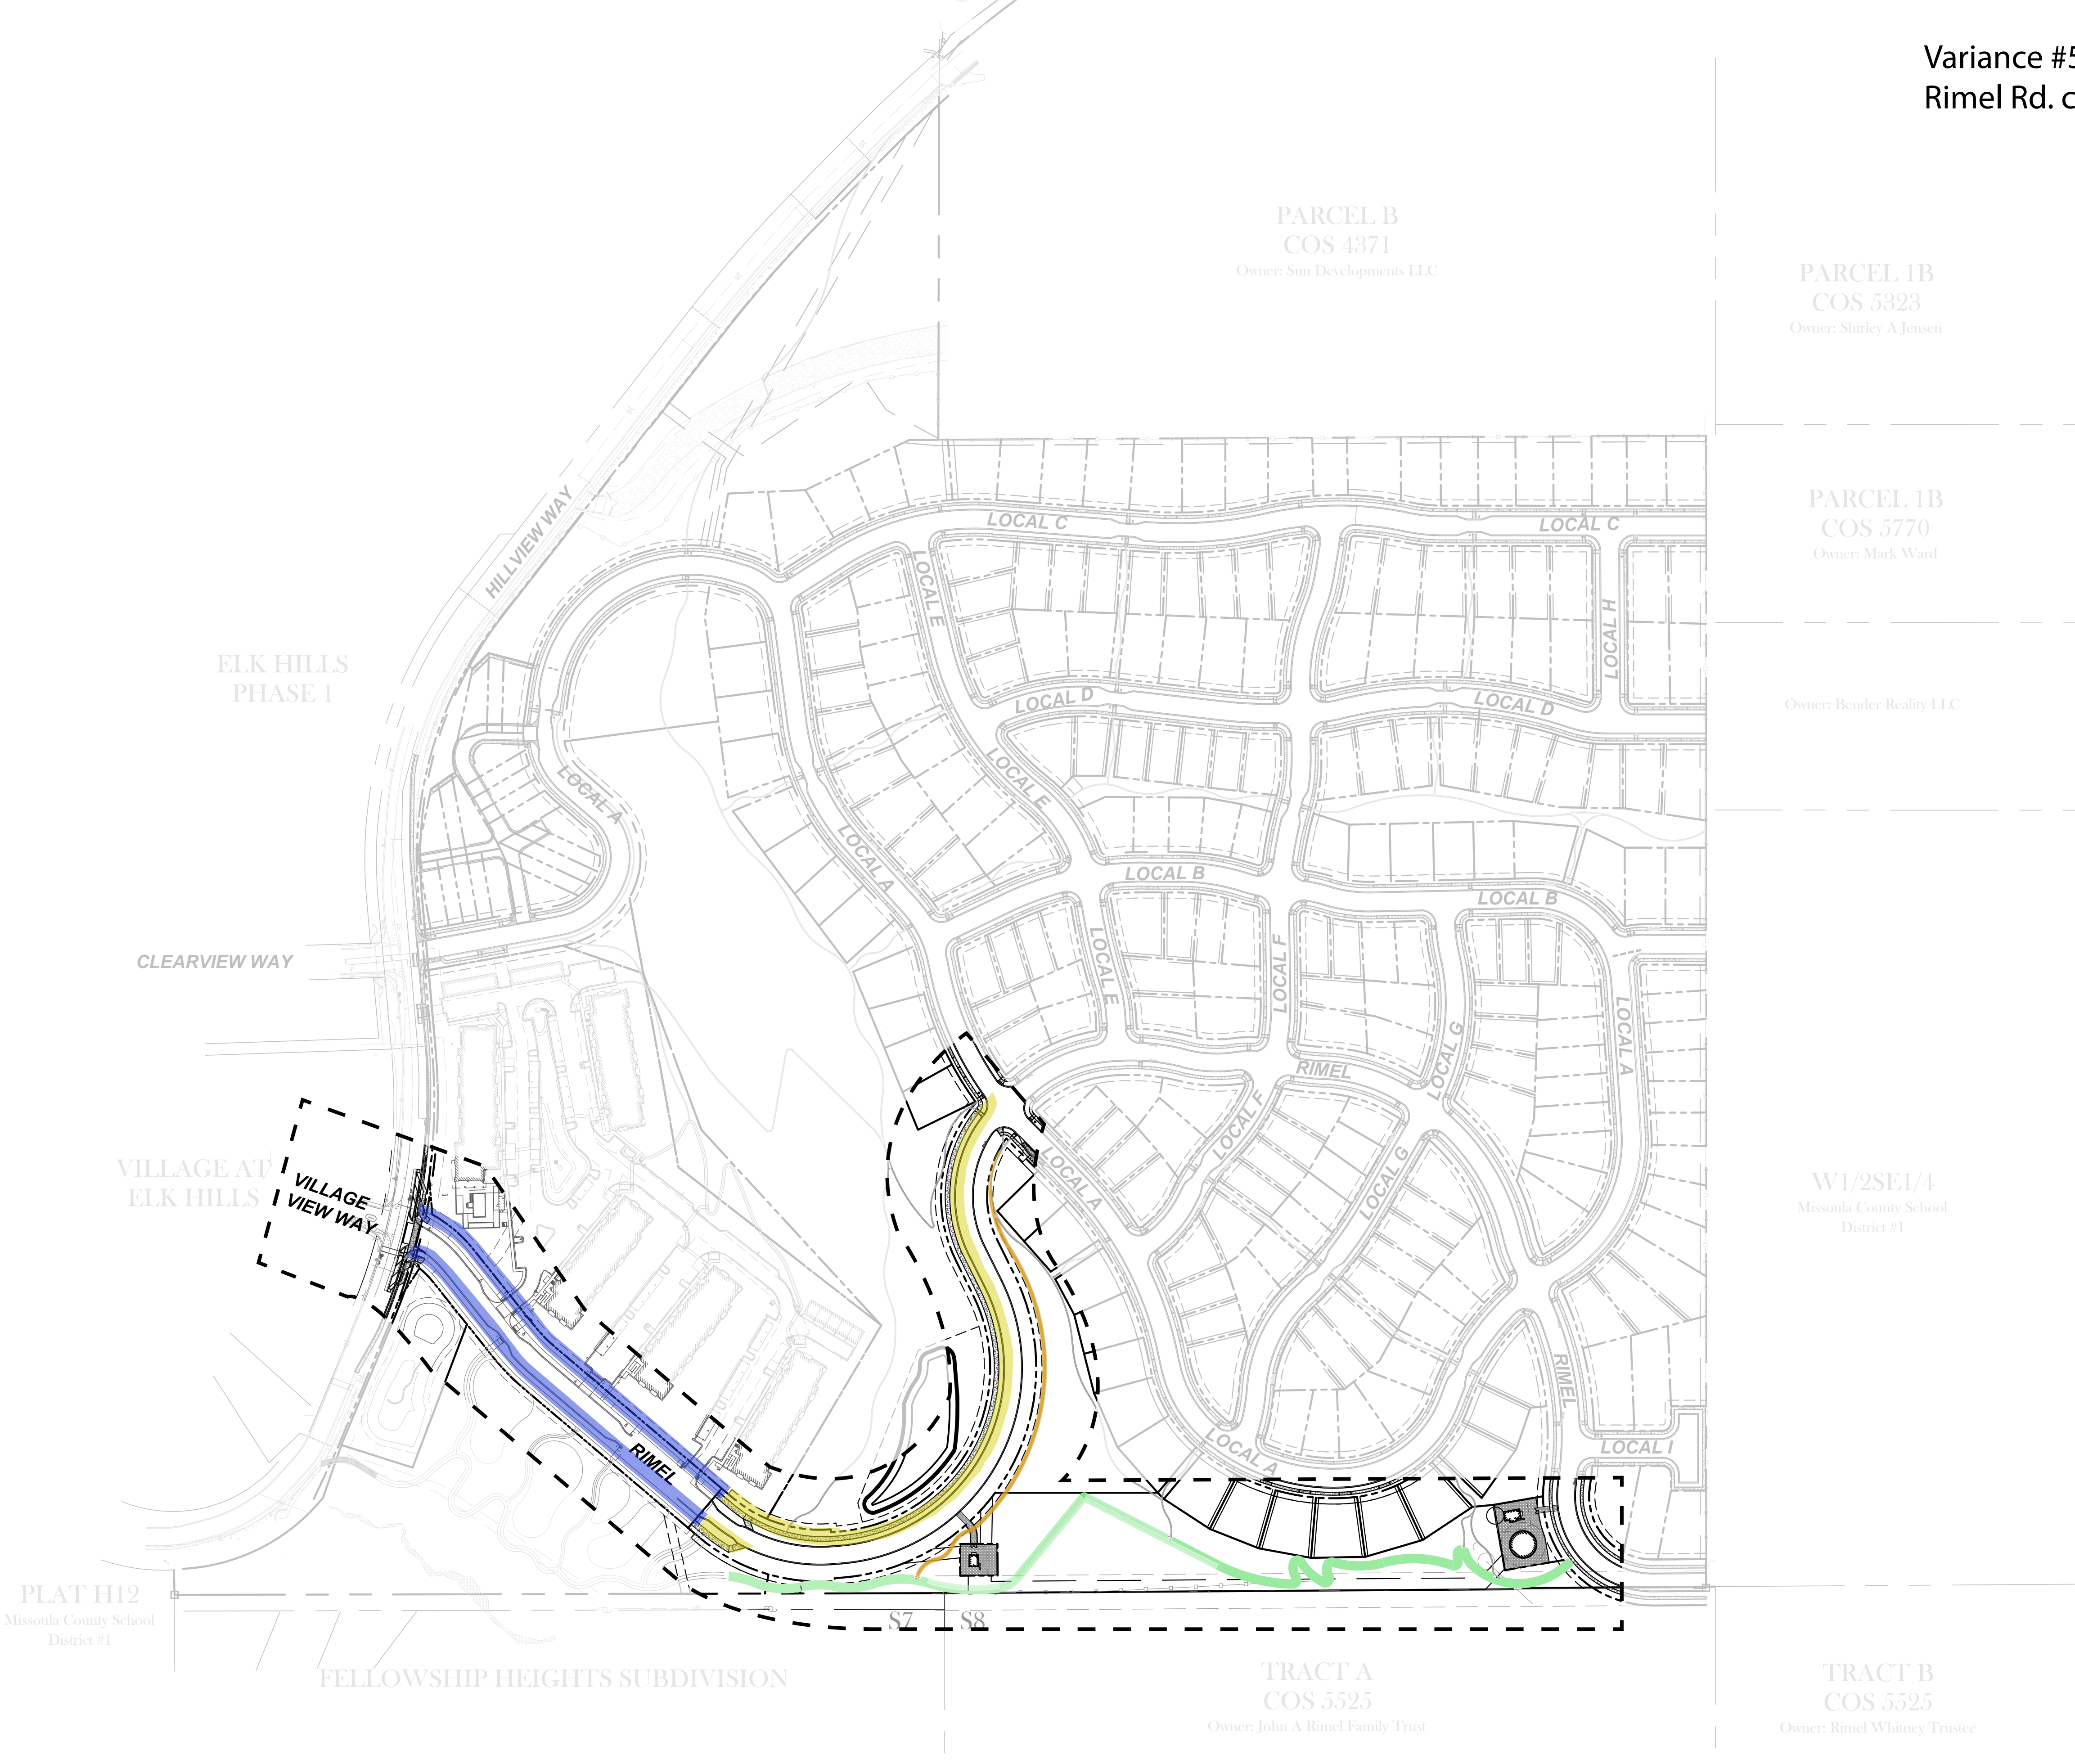 Variance #5
Rimel Rd. c
PARCEL B
COS 4371
Owner: Sun Developments LLC
PARCEL 1B
COS 5323
Owner: Shirley A Jensen
HILLVIEW WAY
LOCAL C
LOCAL C
PARCEL 1B
COS 5770
Owner: Mark Ward
LOCAL E
LOCAL H
ELK HILLS
PHASE 1
LOCAL D
LOCAL D
Owner: Bender Reality LLC
LOCAL A
LOCAL E
LOCAL A
LOCAL B
LOCAL B
CLEARVIEW WAY
LOCAL E
LOCAL F
LOCAL G
LOCAL A
RIMEL
LOCAL F
VILLAGE AT
ELK HILLS
VILLAGE
VIEW WAY
LOCAL A
LOCAL G
W1/2SE1/4
Missoula County School
District #1
RIMEL
RIMEL
LOCAL A
LOCAL I
PLAT H12
Missoula County School
District #1
S7
S8
FELLOWSHIP HEIGHTS SUBDIVISION
TRACT A
COS 5525
Owner: John A Rimel Family Trust
TRACT B
COS 5525
Owner: Rimel Whitney Trustee